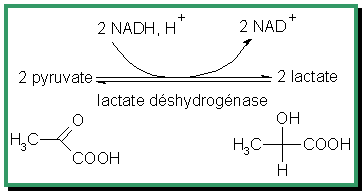 2 NADH, H+ 2 NAD+
2 pyruvate 2 lactate
lactate déshydrogénase
O OH
H3C H3C COOH
COOH H